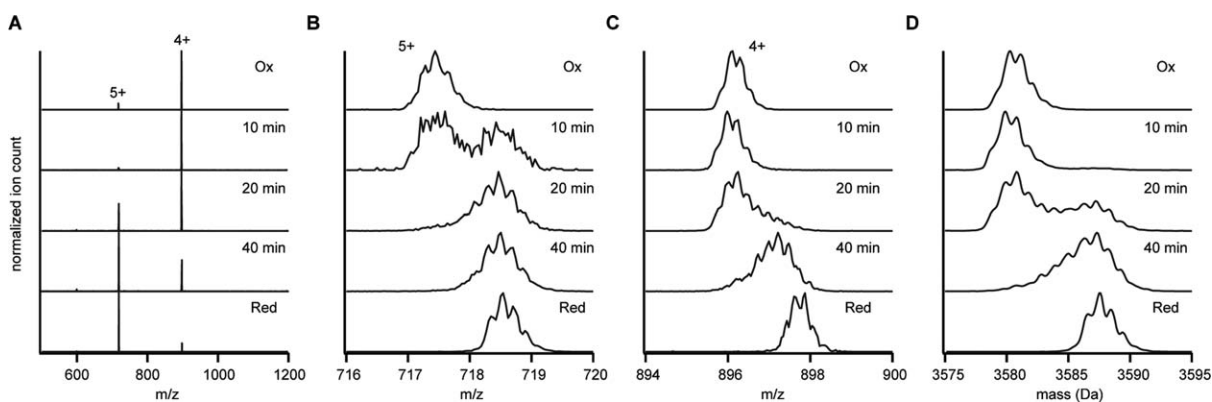 A
B
C
D
normalized ion count
5+
4+
Ox
10 min
20 min
40 min
Red
600 800 1000 1200
m/z
5+
Ox
10 min
20 min
40 min
Red
716 717 718 719 720
m/z
4+
Ox
10 min
20 min
40 min
Red
894 896 898 900
m/z
Ox
10 min
20 min
40 min
Red
3575 3580 3585 3590 3595
mass (Da)